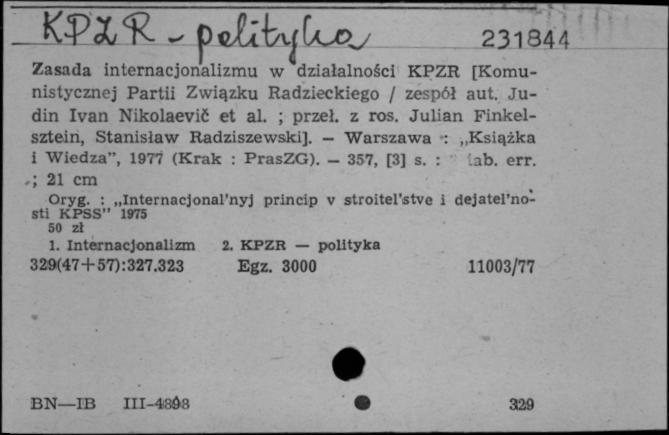 KPZR - polityka 231844
Zasada internacjonalizmu w działalności KPZR [Komu-
nistycznej Partii Związku Radzieckiego / zespół aut. Ju-
din Ivan Nikolaevič et al. ; przeł. z ros. Julian Finkel-
sztein, Stanisław Radziszewski]. — Warszawa : „Książka
i Wiedza”, 1977 (Krak : PrasZG). — 357, [3] s. : tab. err.
; 21 cm
Oryg. : „Internacjonal'nyj princip v stroitel'stve i dejatel'no-
sti KPSS” 1975
50 zł
1. Internacjonalizm 2. KPZR — polityka
329(47+57):327.323 Egz. 3000 11003/77
BN—IB III-4898 329